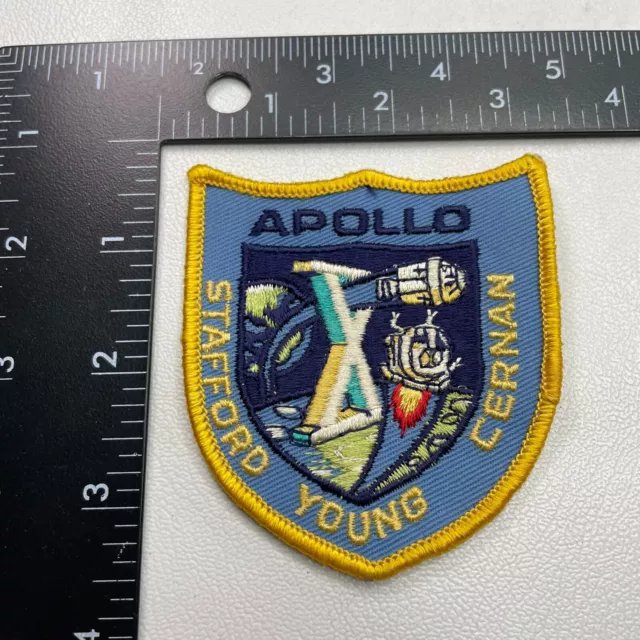 1 2 3 4 5
1 2 3 4
1 2 3
1 2 3 4
APOLLO
X
STAFFORD YOUNG CERNAN